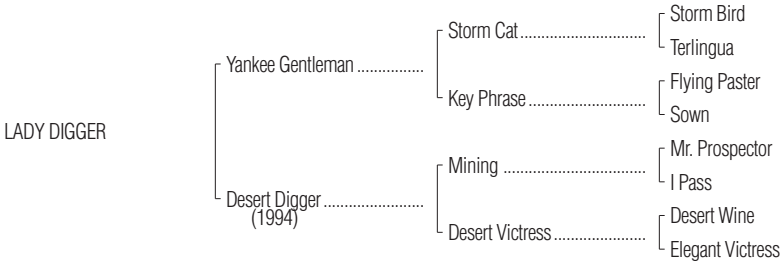 Storm Bird
Storm Cat..............................
Terlingua
Yankee Gentleman ................
Flying Paster
Key Phrase............................
Sown
LADY DIGGER
Mr. Prospector
Mining ..................................
I Pass
Desert Digger........................
(1994)
Desert Wine
Desert Victress......................
Elegant Victress